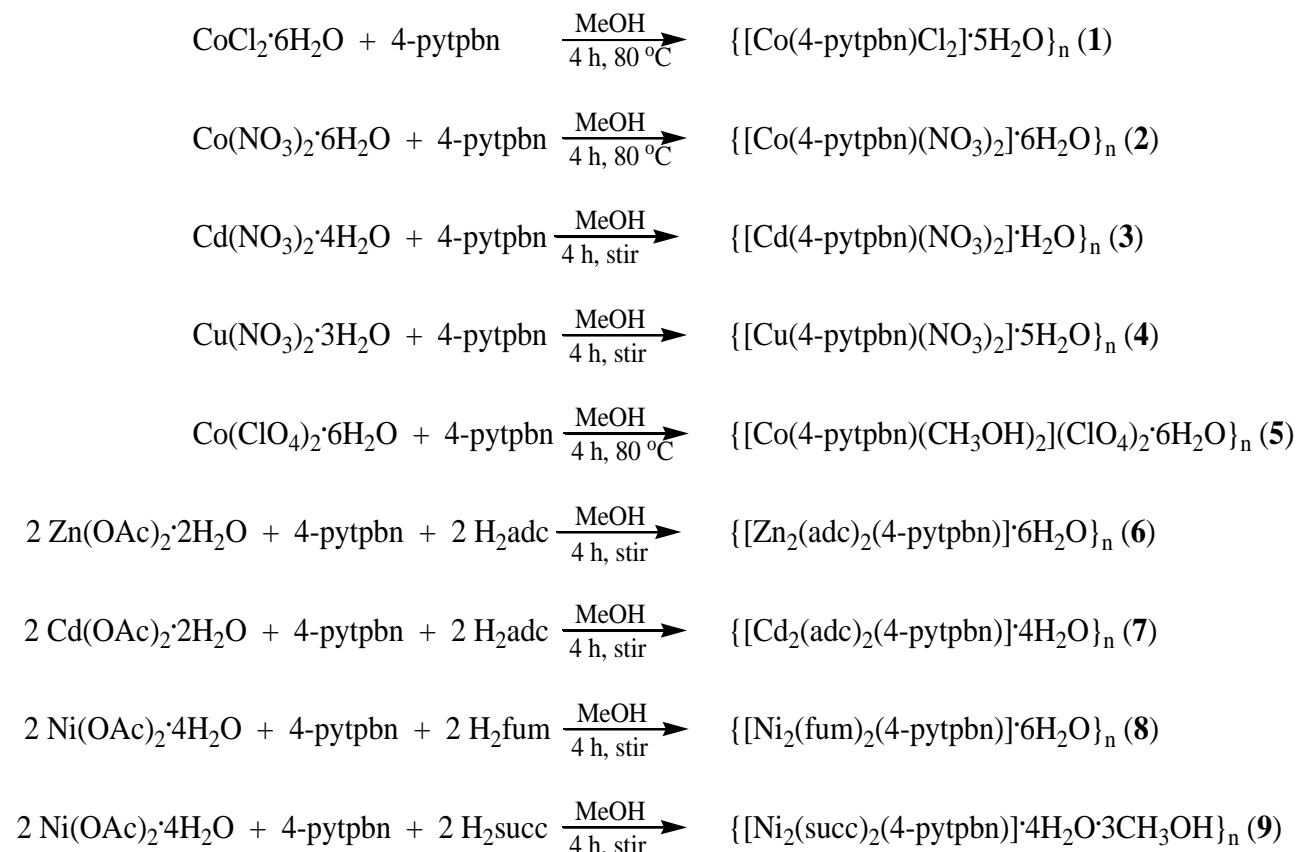 CoCl₂·6H₂O + 4-pytpbn MeOH 4 h, 80 °C {[Co(4-pytpbn)Cl₂]·5H₂O}ₙ (1)
Co(NO₃)₂·6H₂O + 4-pytpbn MeOH 4 h, 80 °C {[Co(4-pytpbn)(NO₃)₂]·6H₂O}ₙ (2)
Cd(NO₃)₂·4H₂O + 4-pytpbn MeOH 4 h, stir {[Cd(4-pytpbn)(NO₃)₂]·H₂O}ₙ (3)
Cu(NO₃)₂·3H₂O + 4-pytpbn MeOH 4 h, stir {[Cu(4-pytpbn)(NO₃)₂]·5H₂O}ₙ (4)
Co(ClO₄)₂·6H₂O + 4-pytpbn MeOH 4 h, 80 °C {[Co(4-pytpbn)(CH₃OH)₂](ClO₄)₂·6H₂O}ₙ (5)
2 Zn(OAc)₂·2H₂O + 4-pytpbn + 2 H₂adc MeOH 4 h, stir {[Zn₂(adc)₂(4-pytpbn)]·6H₂O}ₙ (6)
2 Cd(OAc)₂·2H₂O + 4-pytpbn + 2 H₂adc MeOH 4 h, stir {[Cd₂(adc)₂(4-pytpbn)]·4H₂O}ₙ (7)
2 Ni(OAc)₂·4H₂O + 4-pytpbn + 2 H₂fum MeOH 4 h, stir {[Ni₂(fum)₂(4-pytpbn)]·6H₂O}ₙ (8)
2 Ni(OAc)₂·4H₂O + 4-pytpbn + 2 H₂succ MeOH 4 h, stir {[Ni₂(succ)₂(4-pytpbn)]·4H₂O·3CH₃OH}ₙ (9)